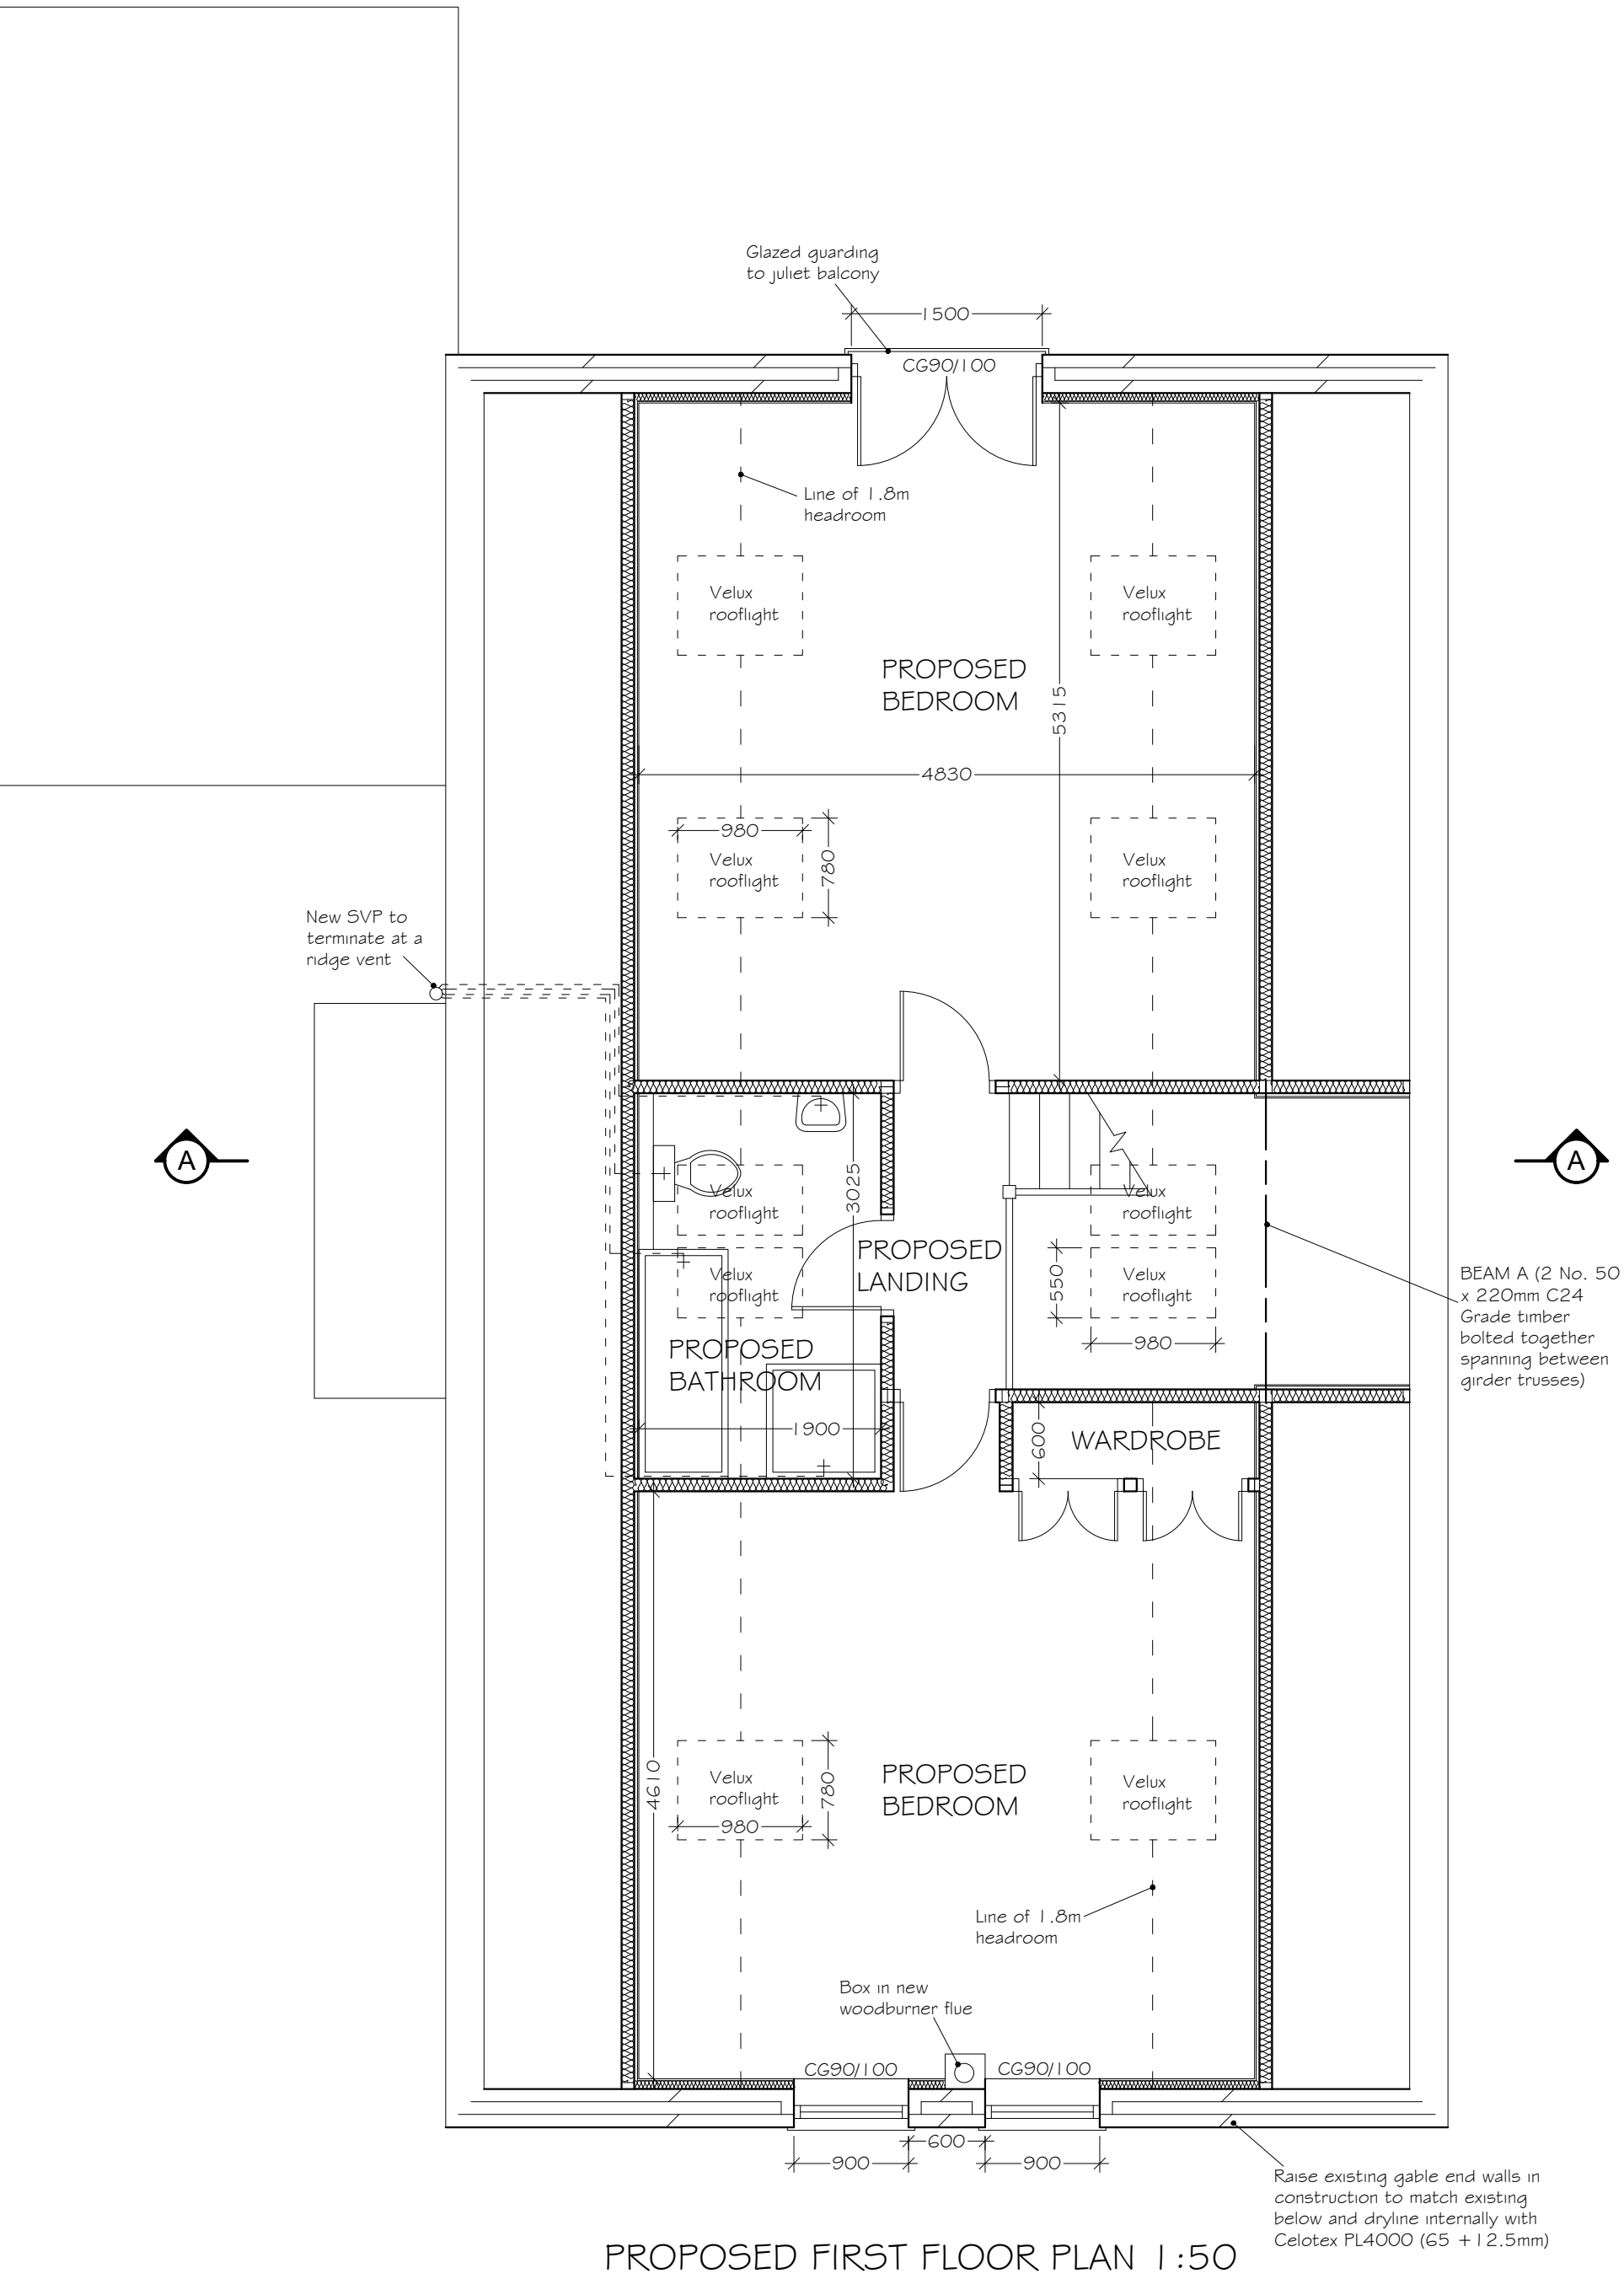 Glazed guarding
to juliet balcony
1500
CG90/100
Line of 1.8m
headroom
Velux
rooflight
Velux
rooflight
PROPOSED
BEDROOM
5315
4830
980
Velux
rooflight
780
Velux
rooflight
New SVP to
terminate at a
ridge vent
A
A
Velux
rooflight
3025
Velux
rooflight
PROPOSED
LANDING
Velux
rooflight
550
Velux
rooflight
980
BEAM A (2 No. 50
x 220mm C24
Grade timber
bolted together
spanning between
girder trusses)
PROPOSED
BATHROOM
1900
600
WARDROBE
4610
Velux
rooflight
980
780
PROPOSED
BEDROOM
Velux
rooflight
Line of 1.8m
headroom
Box in new
woodburner flue
CG90/100
CG90/100
600
900
900
Raise existing gable end walls in
construction to match existing
below and dryline internally with
Celotex PL4000 (65 +12.5mm)
PROPOSED FIRST FLOOR PLAN 1:50